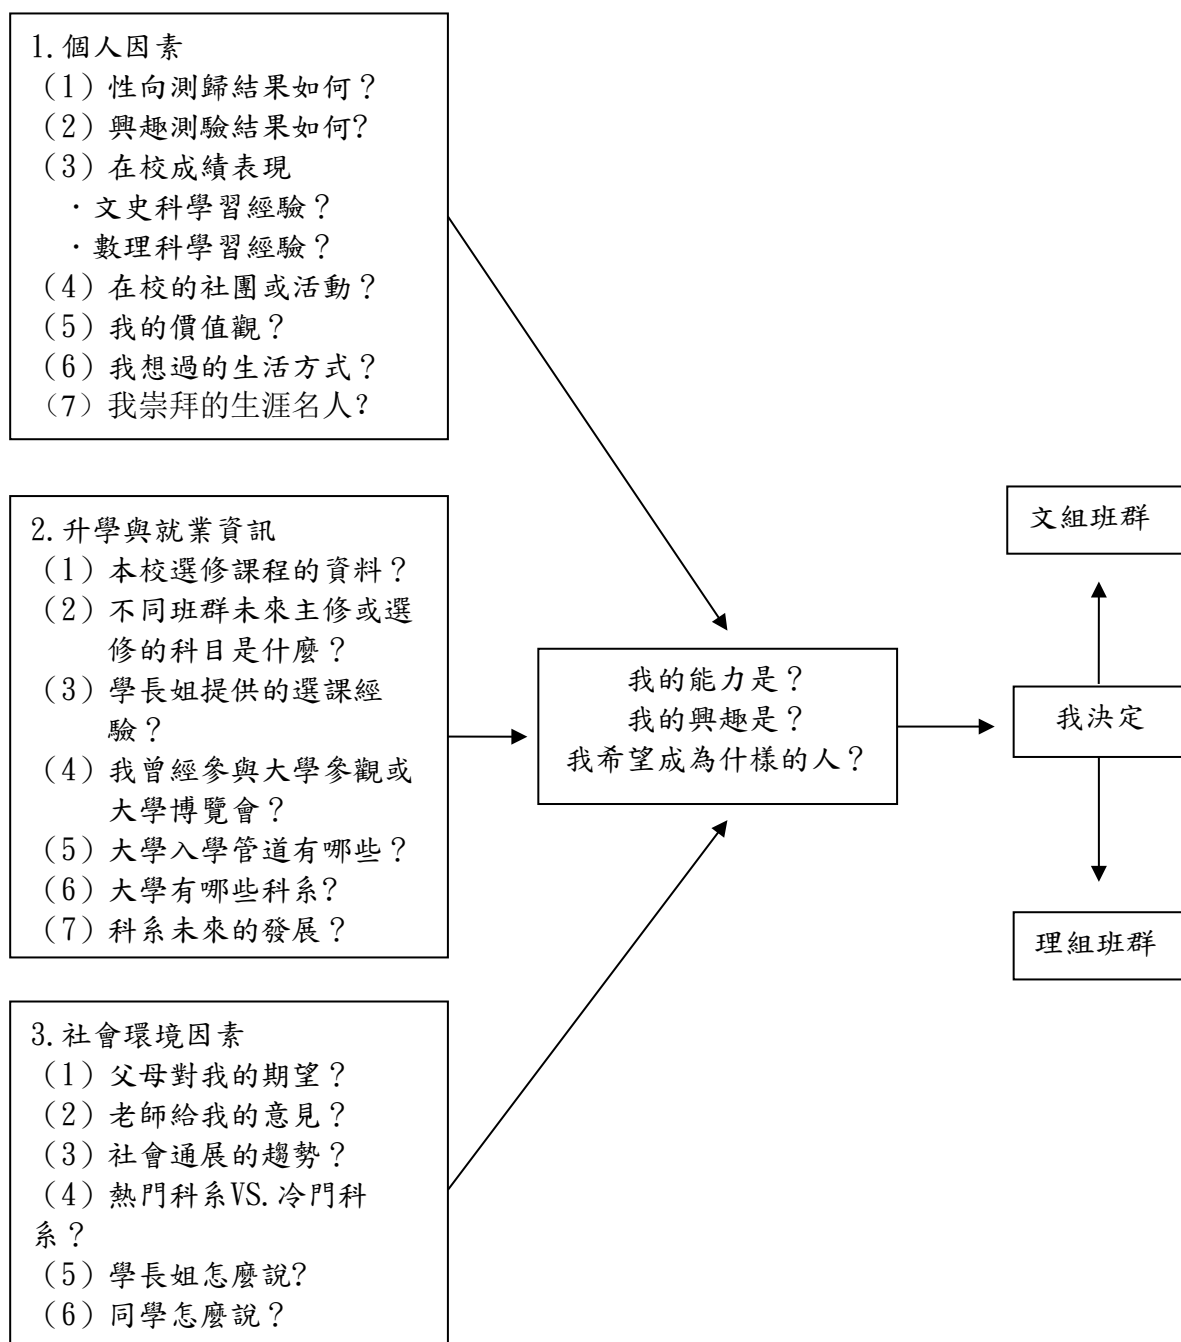 1.個人因素
（1）性向測歸結果如何？
（2）興趣測驗結果如何?
（3）在校成績表現
．文史科學習經驗？
．數理科學習經驗？
（4）在校的社團或活動？
（5）我的價值觀？
（6）我想過的生活方式？
（7）我崇拜的生涯名人?
2.升學與就業資訊
（1）本校選修課程的資料？
（2）不同班群未來主修或選
修的科目是什麼？
（3）學長姐提供的選課經
驗？
（4）我曾經參與大學參觀或
大學博覽會？
（5）大學入學管道有哪些？
（6）大學有哪些科系?
（7）科系未來的發展？
3.社會環境因素
（1）父母對我的期望？
（2）老師給我的意見？
（3）社會通展的趨勢？
（4）熱門科系VS.冷門科
系？
（5）學長姐怎麼說?
（6）同學怎麼說？
我的能力是？
我的興趣是？
我希望成為什樣的人？
文組班群
我決定
理組班群